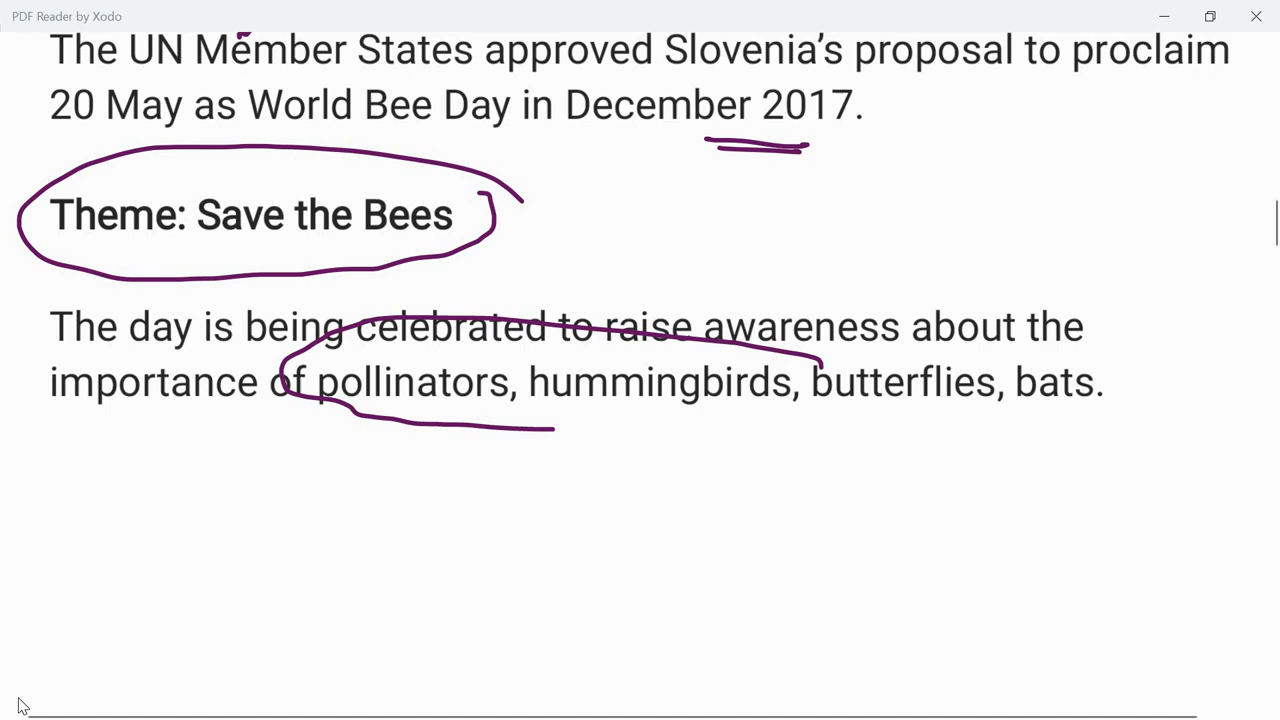 PDF Reader by Xodo
The UN Member States approved Slovenia’s proposal to proclaim
20 May as World Bee Day in December 2017.
Theme: Save the Bees
The day is being celebrated to raise awareness about the
importance of pollinators, hummingbirds, butterflies, bats.